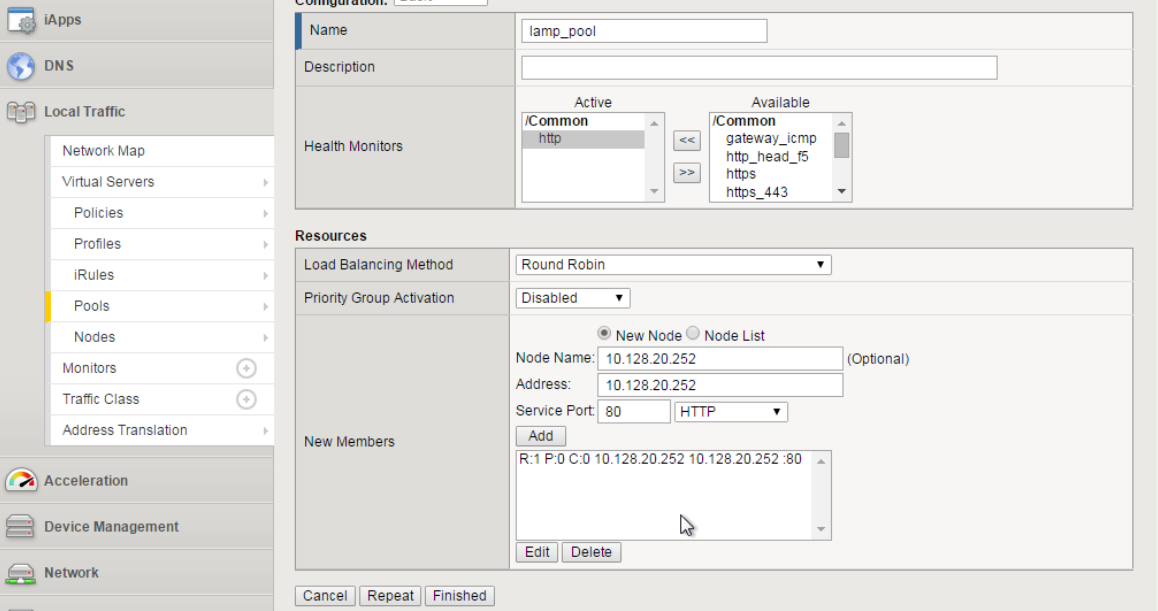 iApps
DNS
Local Traffic
Network Map
Virtual Servers
Policies
Profiles
iRules
Pools
Nodes
Monitors
Traffic Class
Address Translation
Acceleration
Device Management
Network
Configuration: Basic
Name lamp_pool
Description
Health Monitors
Active Available
/Common /Common
http << gateway_icmp
http_head_f5
>> https
https_443
Resources
Load Balancing Method Round Robin
Priority Group Activation Disabled
New Members
New Node Node List
Node Name: 10.128.20.252 (Optional)
Address: 10.128.20.252
Service Port: 80 HTTP
Add
R:1 P:0 C:0 10.128.20.252 10.128.20.252 :80
Edit Delete
Cancel Repeat Finished